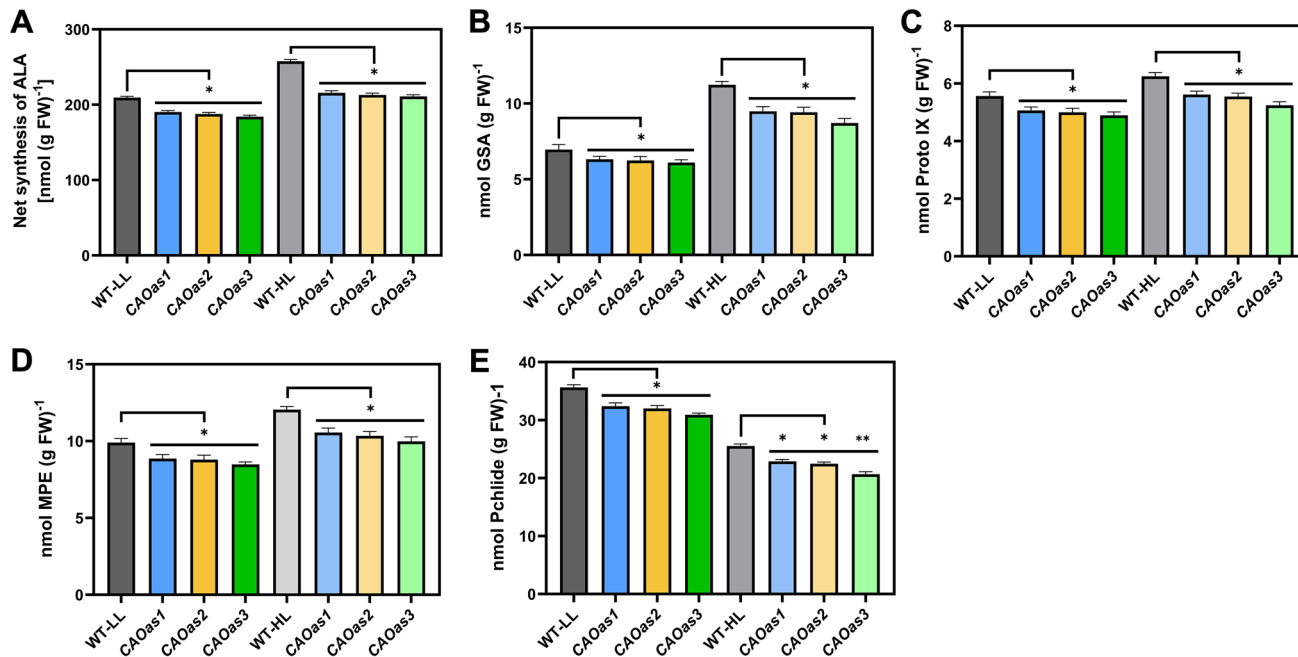 A
Net synthesis of ALA
[nmol (g FW)⁻¹]
300
200
100
0
*
*
WT-LL
CAOas1
CAOas2
CAOas3
WT-HL
CAOas1
CAOas2
CAOas3
B
nmol GSA (g FW)⁻¹
15
10
5
0
*
*
WT-LL
CAOas1
CAOas2
CAOas3
WT-HL
CAOas1
CAOas2
CAOas3
C
nmol Proto IX (g FW)⁻¹
8
6
4
2
0
*
*
WT-LL
CAOas1
CAOas2
CAOas3
WT-HL
CAOas1
CAOas2
CAOas3
D
nmol MPE (g FW)⁻¹
15
10
5
0
*
*
WT-LL
CAOas1
CAOas2
CAOas3
WT-HL
CAOas1
CAOas2
CAOas3
E
nmol Pchlide (g FW)-1
40
30
20
10
0
*
* * **
WT-LL
CAOas1
CAOas2
CAOas3
WT-HL
CAOas1
CAOas2
CAOas3